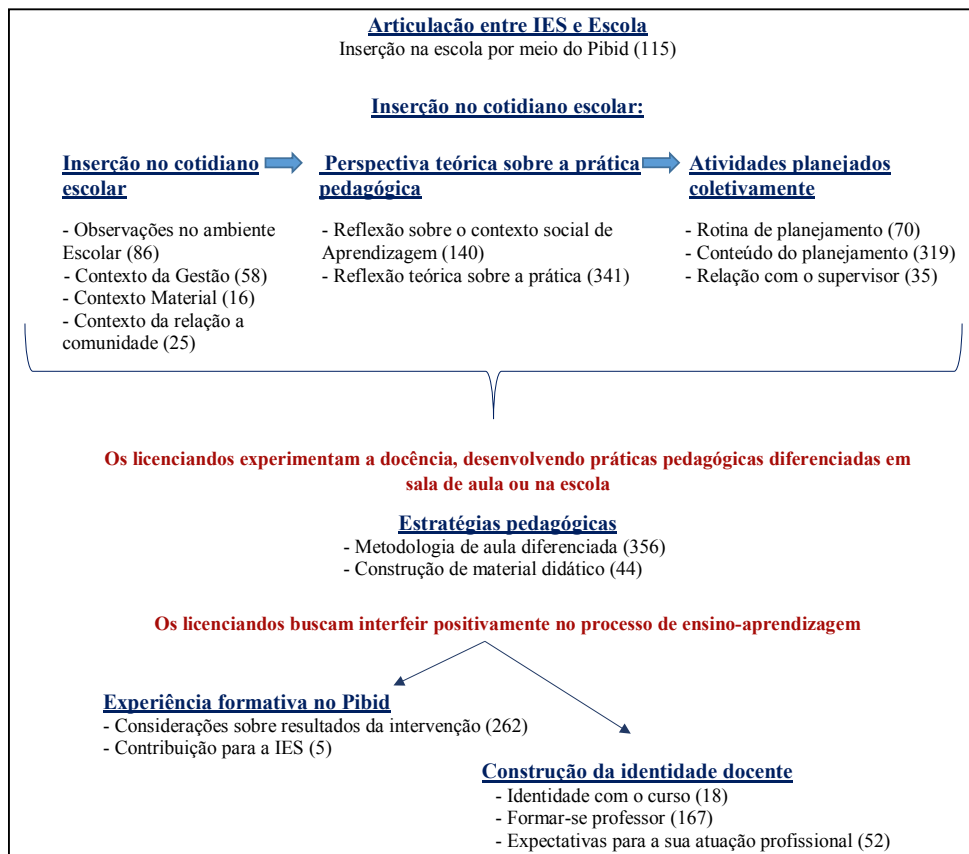 Articulação entre IES e Escola
Inserção na escola por meio do Pibid (115)
Inserção no cotidiano escolar:
Inserção no cotidiano
escolar
- Observações no ambiente
Escolar (86)
- Contexto da Gestão (58)
- Contexto Material (16)
- Contexto da relação a
comunidade (25)
Perspectiva teórica sobre a prática
pedagógica
- Reflexão sobre o contexto social de
Aprendizagem (140)
- Reflexão teórica sobre a prática (341)
Atividades planejados
coletivamente
- Rotina de planejamento (70)
- Conteúdo do planejamento (319)
- Relação com o supervisor (35)
Os licenciandos experimentam a docência, desenvolvendo práticas pedagógicas diferenciadas em
sala de aula ou na escola
Estratégias pedagógicas
- Metodologia de aula diferenciada (356)
- Construção de material didático (44)
Os licenciandos buscam interfeir positivamente no processo de ensino-aprendizagem
Experiência formativa no Pibid
- Considerações sobre resultados da intervenção (262)
- Contribuição para a IES (5)
Construção da identidade docente
- Identidade com o curso (18)
- Formar-se professor (167)
- Expectativas para a sua atuação profissional (52)